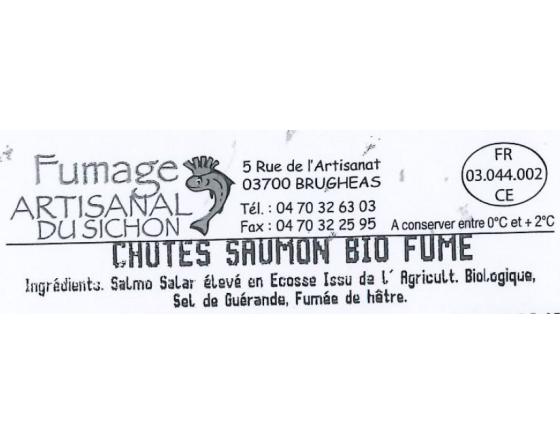 Fumage
ARTISANAL
DU SICHON
5 Rue de l'Artisanat
03700 BRUGHEAS
Tél. : 04 70 32 63 03
Fax : 04 70 32 25 95
FR
03.044.002
CE
A conserver entre 0°C et + 2°C
CHUTES SAUMON BIO FUME
Ingrédients. Salmo Salar élevé en Ecosse Issu de l' Agricult. Biologique,
Sel de Guérande, Fumée de hêtre.